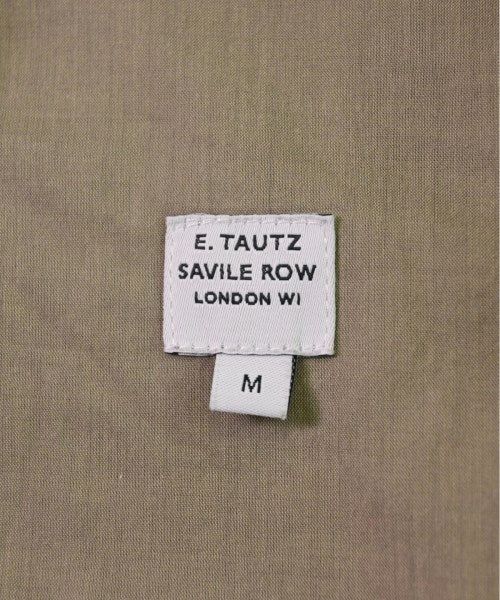 E. TAUTZ
SAVILE ROW
LONDON W1
M